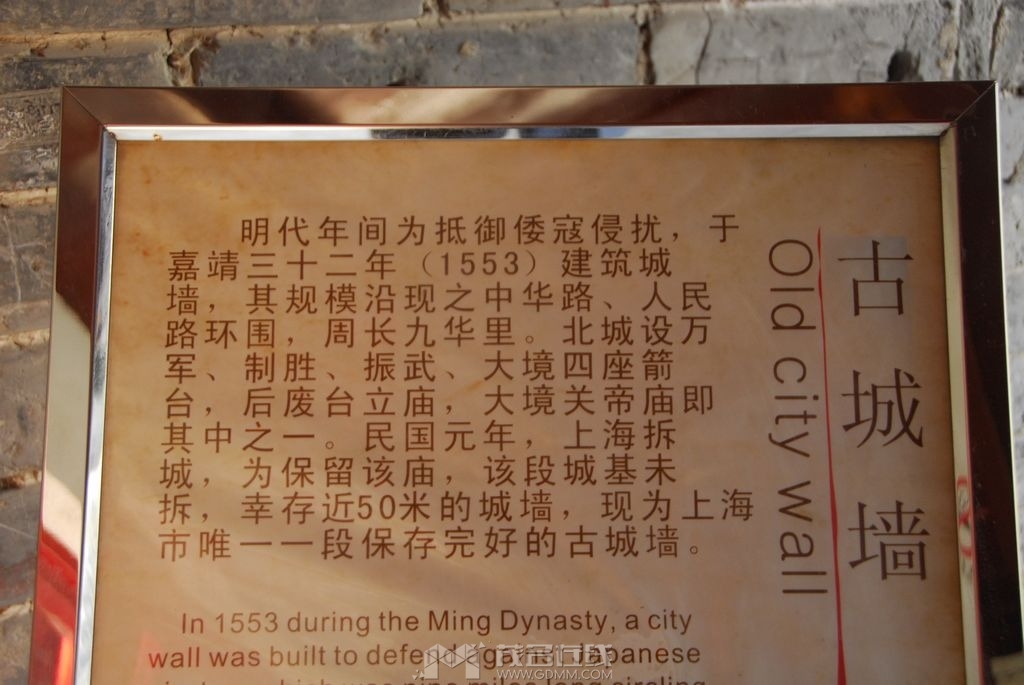 古城墙
Old city wall
明代年间为抵御倭寇侵扰，于
嘉靖三十二年（1553）建筑城
墙，其规模沿现之中华路、人民
路环围，周长九华里。北城设万
军、制胜、振武、大境四座箭
台，后废台立庙，大境关帝庙即
其中之一。民国元年，上海拆
城，为保留该庙，该段城基未
拆，幸存近50米的城墙，现为上海
市唯一一段保存完好的古城墙。
In 1553 during the Ming Dynasty, a city
wall was built to defend against Japanese
nine miles long circling
WWW.GDMM.COM